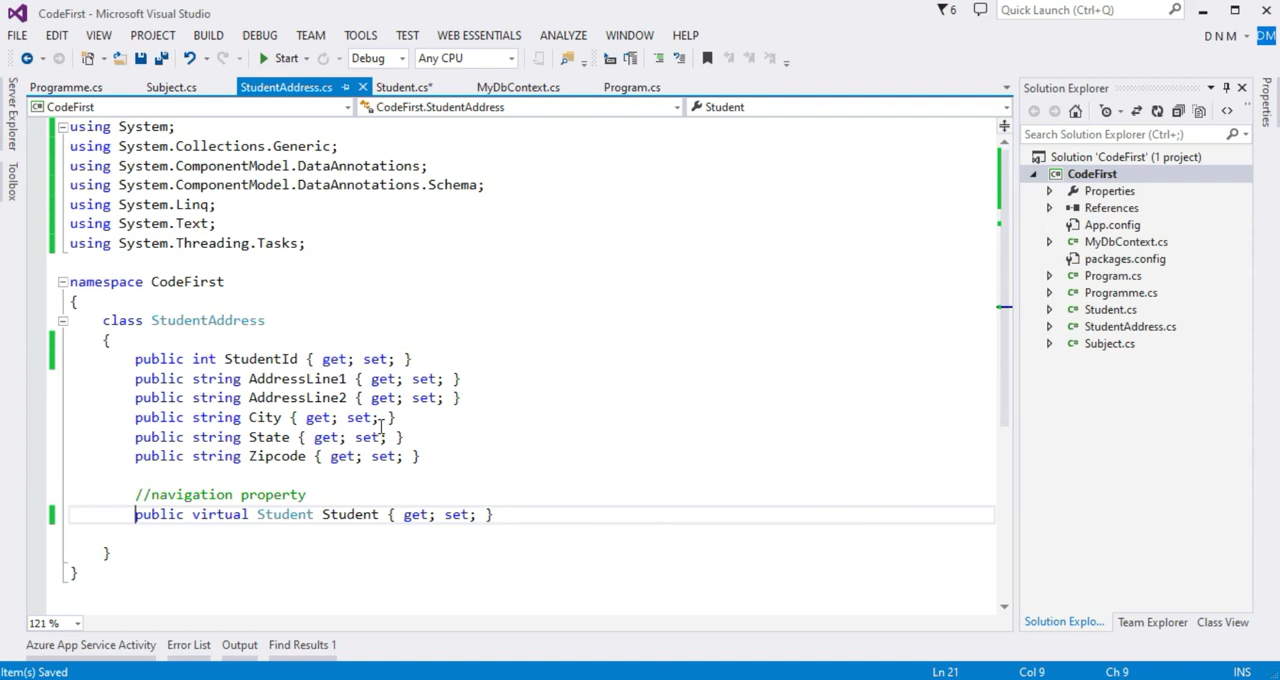 CodeFirst - Microsoft Visual Studio
6
Quick Launch (Ctrl+;)
FILE EDIT VIEW PROJECT BUILD DEBUG TEAM TOOLS TEST WEB ESSENTIALS ANALYZE WINDOW HELP
D N M
DM
Start
Debug
Any CPU
Server Explorer
Toolbox
Programme.cs
Subject.cs
StudentAddress.cs
Student.cs*
MyDbContext.cs
Program.cs
CodeFirst
CodeFirst.StudentAddress
Student
using System;
using System.Collections.Generic;
using System.ComponentModel.DataAnnotations;
using System.ComponentModel.DataAnnotations.Schema;
using System.Linq;
using System.Text;
using System.Threading.Tasks;
namespace CodeFirst
{
class StudentAddress
{
public int StudentId { get; set; }
public string AddressLine1 { get; set; }
public string AddressLine2 { get; set; }
public string City { get; set; }
public string State { get; set; }
public string Zipcode { get; set; }
//navigation property
public virtual Student Student { get; set; }
}
}
121 %
Solution Explorer
Search Solution Explorer (Ctrl+;)
Solution 'CodeFirst' (1 project)
CodeFirst
Properties
References
App.config
MyDbContext.cs
packages.config
Program.cs
Programme.cs
Student.cs
StudentAddress.cs
Subject.cs
Solution Explo... Team Explorer Class View
Properties
Azure App Service Activity Error List Output Find Results 1
Item(s) Saved
Ln 21 Col 9 Ch 9 INS